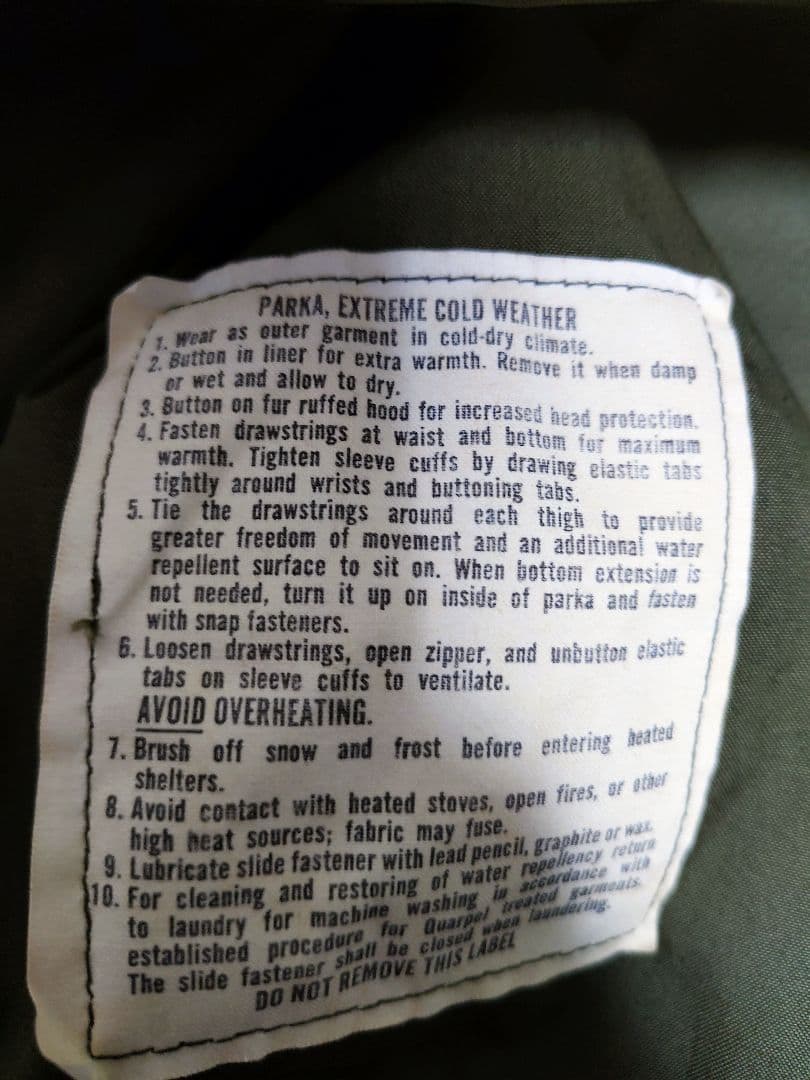 PARKA, EXTREME COLD WEATHER
1. Wear as outer garment in cold-dry climate.
2. Button in liner for extra warmth. Remove it when damp
or wet and allow to dry.
3. Button on fur ruffed hood for increased head protection.
4. Fasten drawstrings at waist and bottom for maximum
warmth. Tighten sleeve cuffs by drawing elastic tabs
tightly around wrists and buttoning tabs.
5. Tie the drawstrings around each thigh to provide
greater freedom of movement and an additional water
repellent surface to sit on. When bottom extension is
not needed, turn it up on inside of parka and fasten
with snap fasteners.
6. Loosen drawstrings, open zipper, and unbutton elastic
tabs on sleeve cuffs to ventilate.
AVOID OVERHEATING.
7. Brush off snow and frost before entering heated
shelters.
8. Avoid contact with heated stoves, open fires, or other
high heat sources; fabric may fuse.
9. Lubricate slide fastener with lead pencil, graphite or wax.
10. For cleaning and restoring of water repellency return
to laundry for machine washing in accordance with
established procedure for Quarpel treated garments.
The slide fastener shall be closed when laundering.
DO NOT REMOVE THIS LABEL